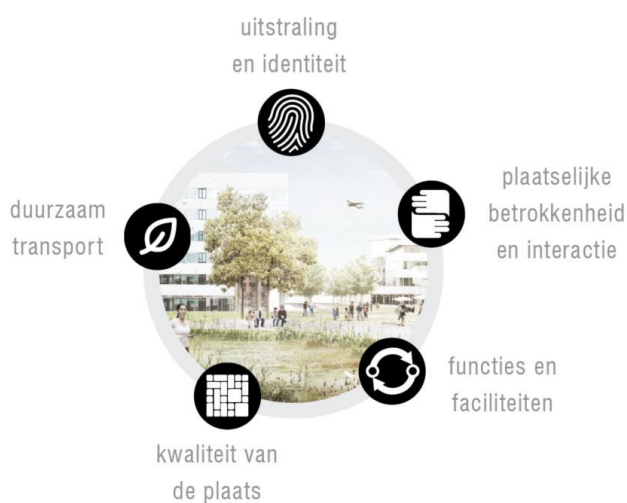 uitstraling
en identiteit
plaatselijke
betrokkenheid
en interactie
functies en
faciliteiten
kwaliteit van
de plaats
duurzaam
transport